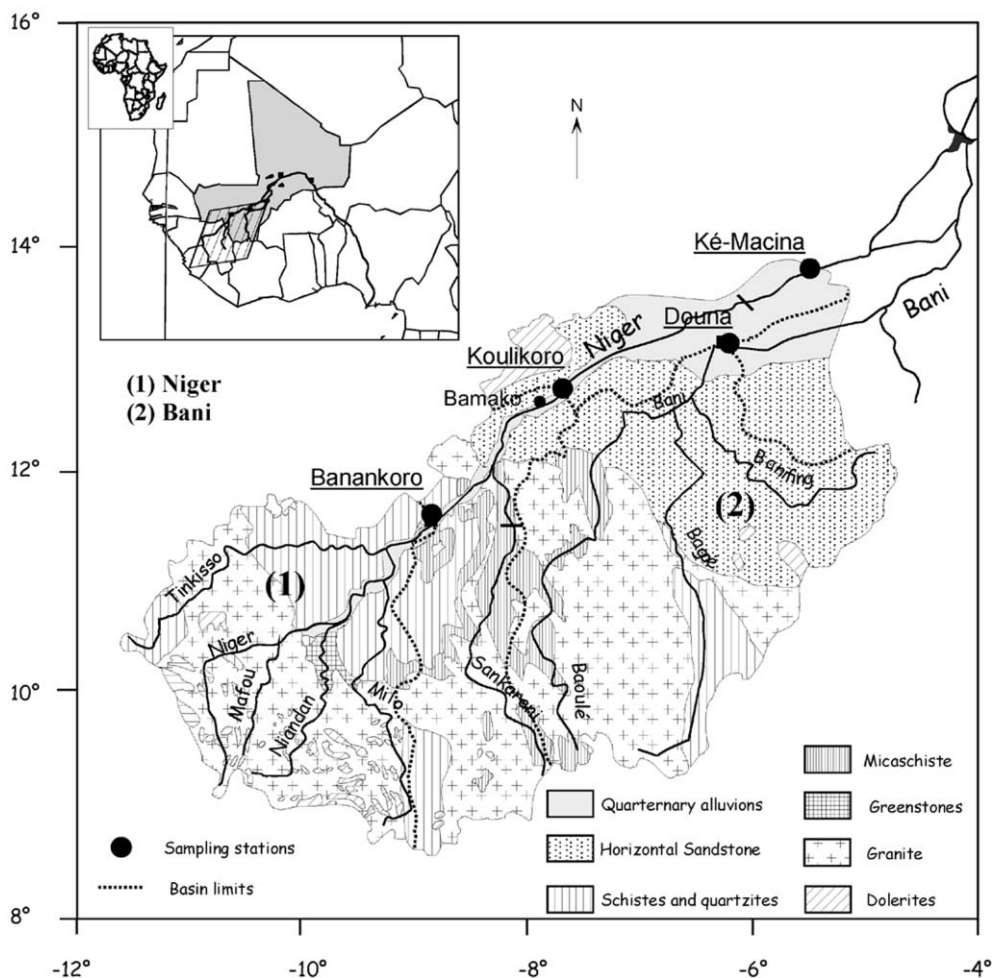 16°
14°
12°
10°
8°
-12°
-10°
-8°
-6°
-4°
N
(1) Niger
(2) Bani
Ké-Macina
Douna
Niger
Bani
Koulikoro
Bamako
Bani
Banankoro
Banifing
(2)
Bagoé
Tinkisso
(1)
Niger
Mafou
Niandan
Milo
Sankarani
Baoulé
Sampling stations
Basin limits
Quarternary alluvions
Horizontal Sandstone
Schistes and quartzites
Micaschiste
Greenstones
Granite
Dolerites